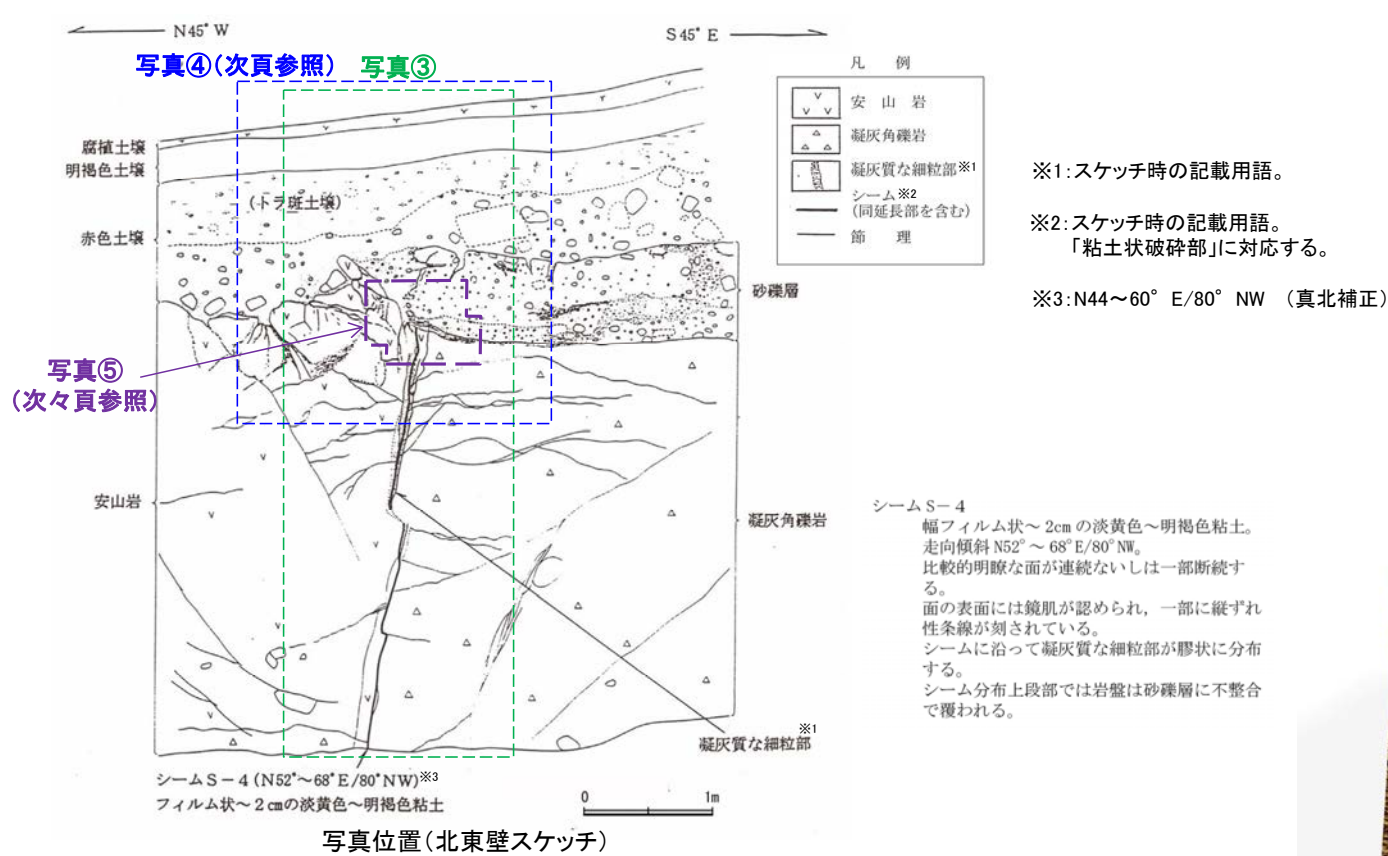 N45°W
S45°E
写真④(次頁参照)
写真③
凡 例
安 山 岩
凝灰角礫岩
凝灰質な細粒部※1
シーム※2
(同延長部を含む)
節 理
※1:スケッチ時の記載用語。
※2:スケッチ時の記載用語。
「粘土状破砕部」に対応する。
※3:N44～60°E/80°NW (真北補正)
腐植土壌
明褐色土壌
(トラ斑土壌)
赤色土壌
砂礫層
写真⑤
(次々頁参照)
安山岩
凝灰角礫岩
シームS-4
幅フィルム状～2cmの淡黄色～明褐色粘土。
走向傾斜N52°～68°E/80°NW。
比較的明瞭な面が連続ないしは一部断続す
る。
面の表面には鏡肌が認められ，一部に縦ずれ
性条線が刻されている。
シームに沿って凝灰質な細粒部が膠状に分布
する。
シーム分布上段部では岩盤は砂礫層に不整合
で覆われる。
凝灰質な細粒部※1
シームS-4(N52°～68°E/80°NW)※3
フィルム状～2cmの淡黄色～明褐色粘土
0 1m
写真位置(北東壁スケッチ)